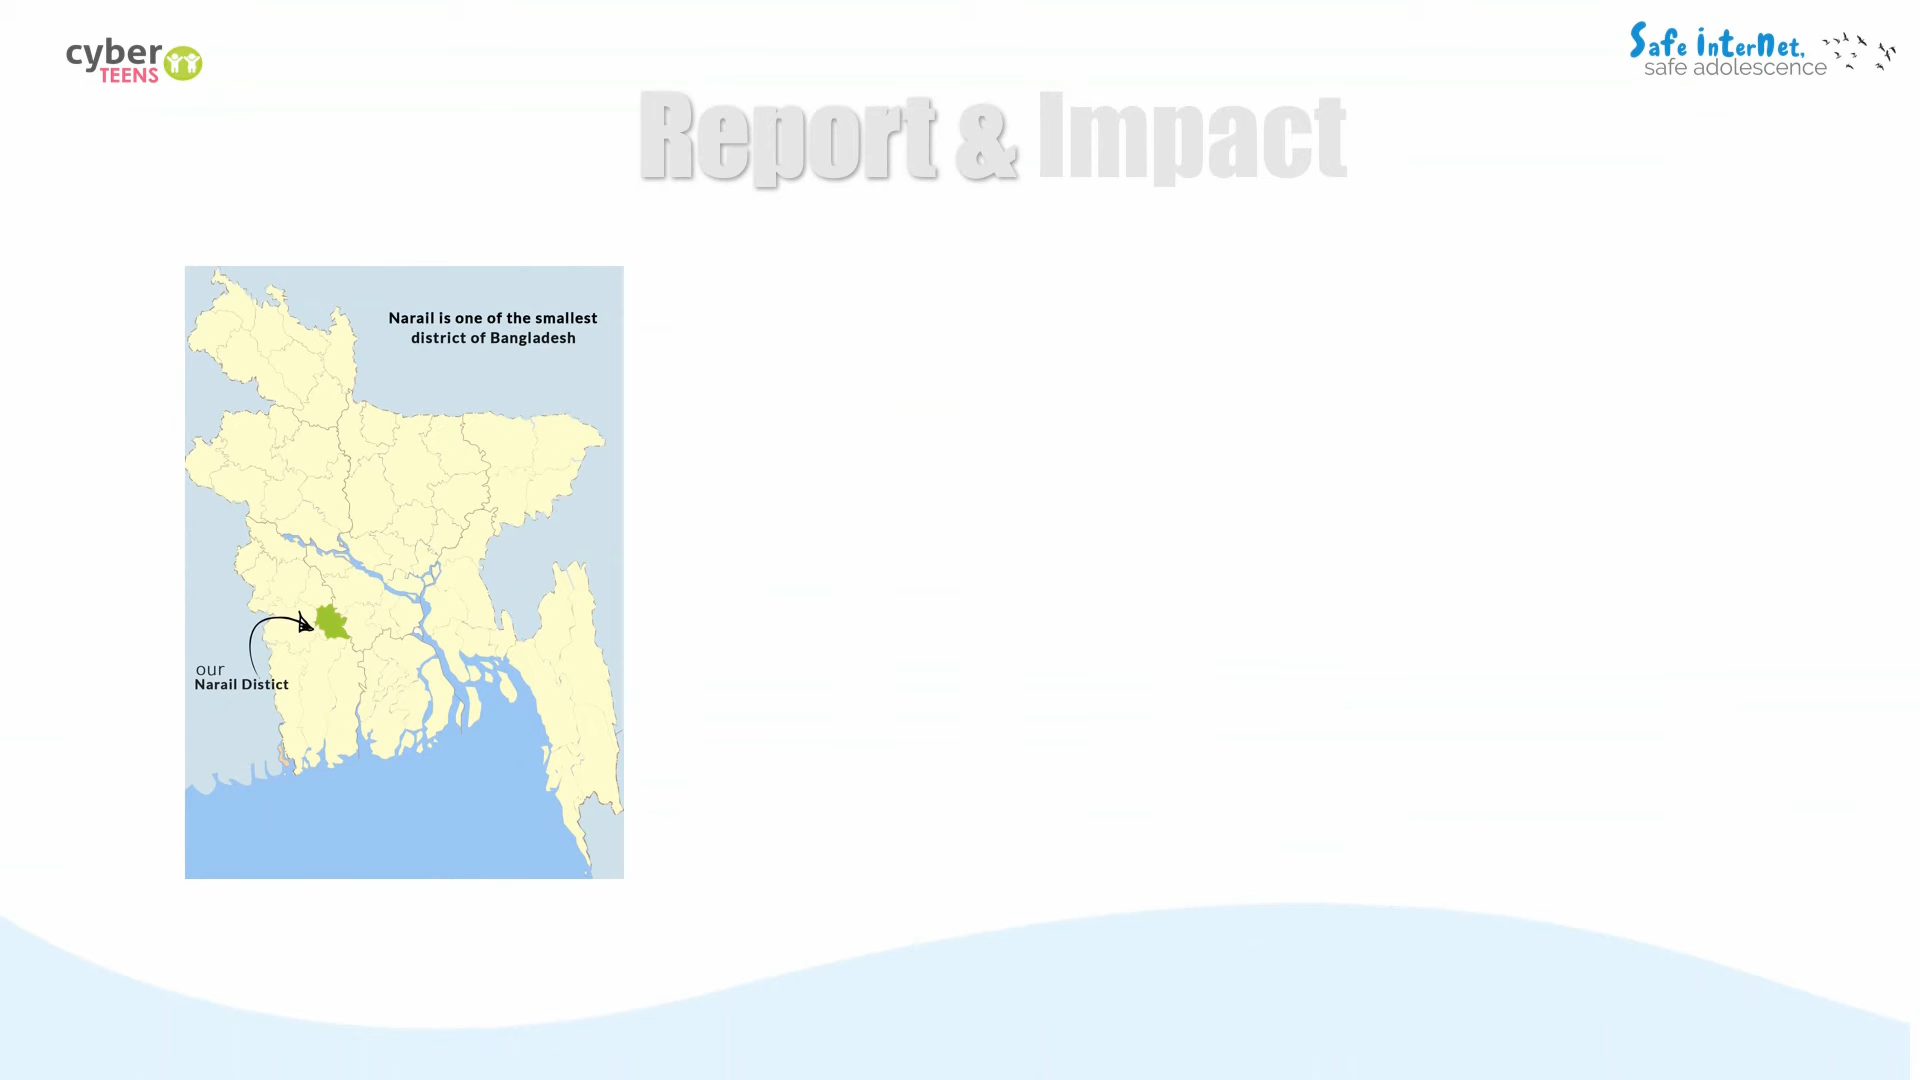 cyber
TEENS
Safe internet,
safe adolescence
Report & Impact
Narail is one of the smallest
district of Bangladesh
our
Narail Distict